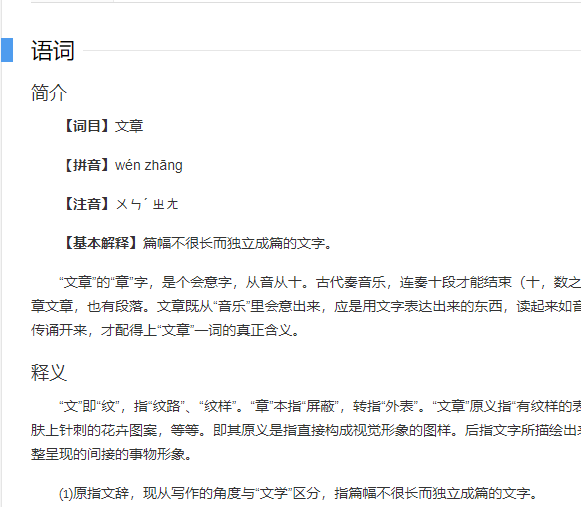 语词
简介
【词目】文章
【拼音】wén zhāng
【注音】ㄨㄣˊ ㄓㄤ
【基本解释】篇幅不很长而独立成篇的文字。
“文章”的“章”字，是个会意字，从音从十。古代奏音乐，连奏十段才能结束（十，数之
章文章，也有段落。文章既从“音乐”里会意出来，应是用文字表达出来的东西，读起来如音
传诵开来，才配得上“文章”一词的真正含义。
释义
“文”即“纹”，指“纹路”、“纹样”。“章”本指“屏蔽”，转指“外表”。“文章”原义指“有纹样的表
肤上针刺的花卉图案，等等。即其原义是指直接构成视觉形象的图样。后指文字所描绘出来
整呈现的间接的事物形象。
⑴原指文辞，现从写作的角度与“文学”区分，指篇幅不很长而独立成篇的文字。